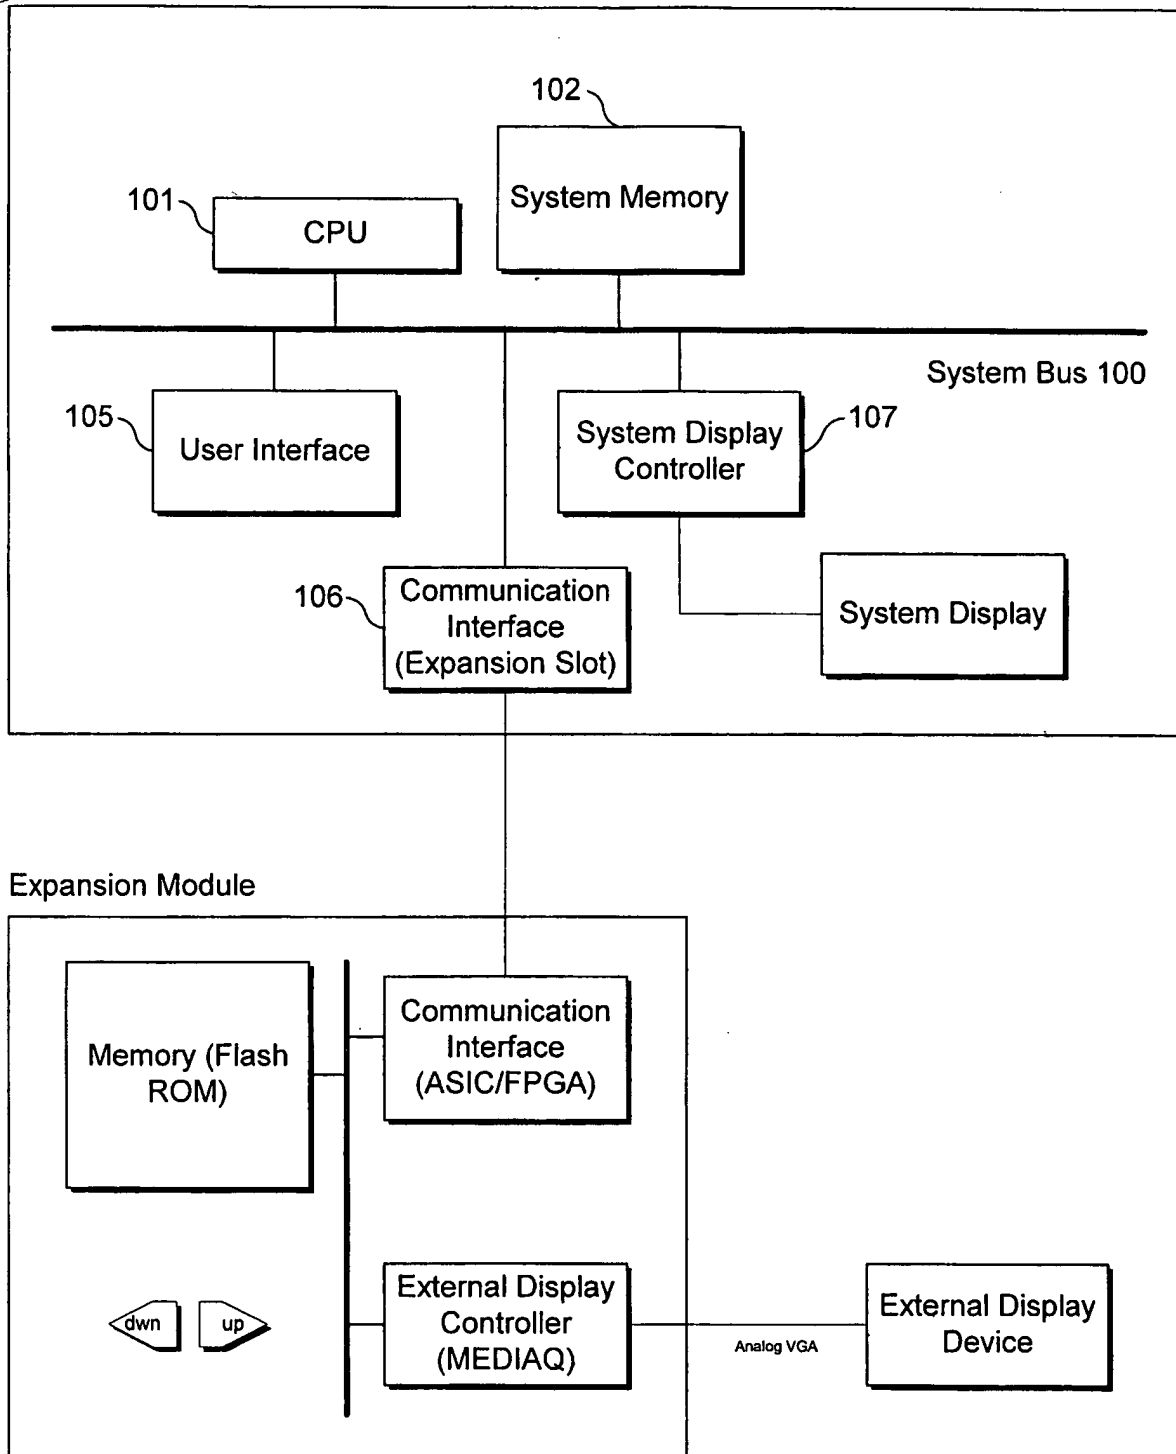 102
System Memory
101
CPU
System Bus 100
105
User Interface
System Display
Controller
107
106
Communication
Interface
(Expansion Slot)
System Display
Expansion Module
Memory (Flash
ROM)
Communication
Interface
(ASIC/FPGA)
dwn
up
External Display
Controller
(MEDIAQ)
Analog VGA
External Display
Device